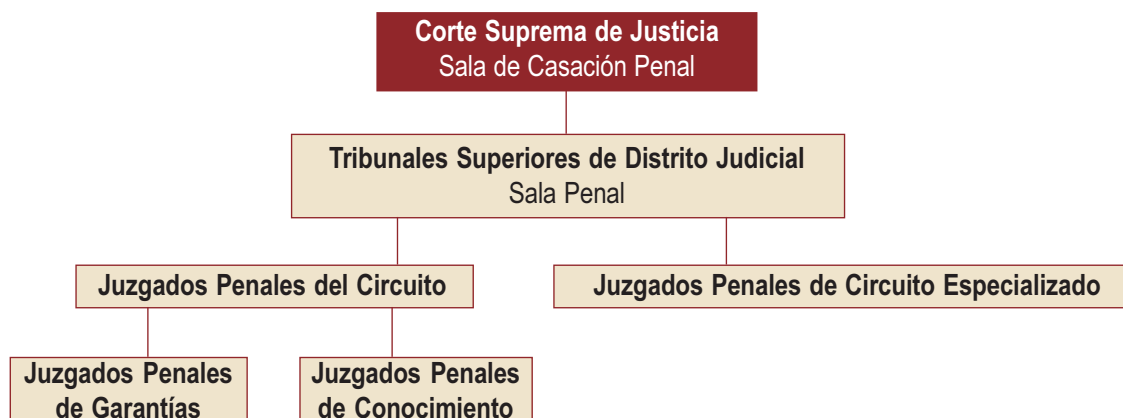 Corte Suprema de Justicia
Sala de Casación Penal
Tribunales Superiores de Distrito Judicial
Sala Penal
Juzgados Penales del Circuito
Juzgados Penales de Circuito Especializado
Juzgados Penales
de Garantías
Juzgados Penales
de Conocimiento